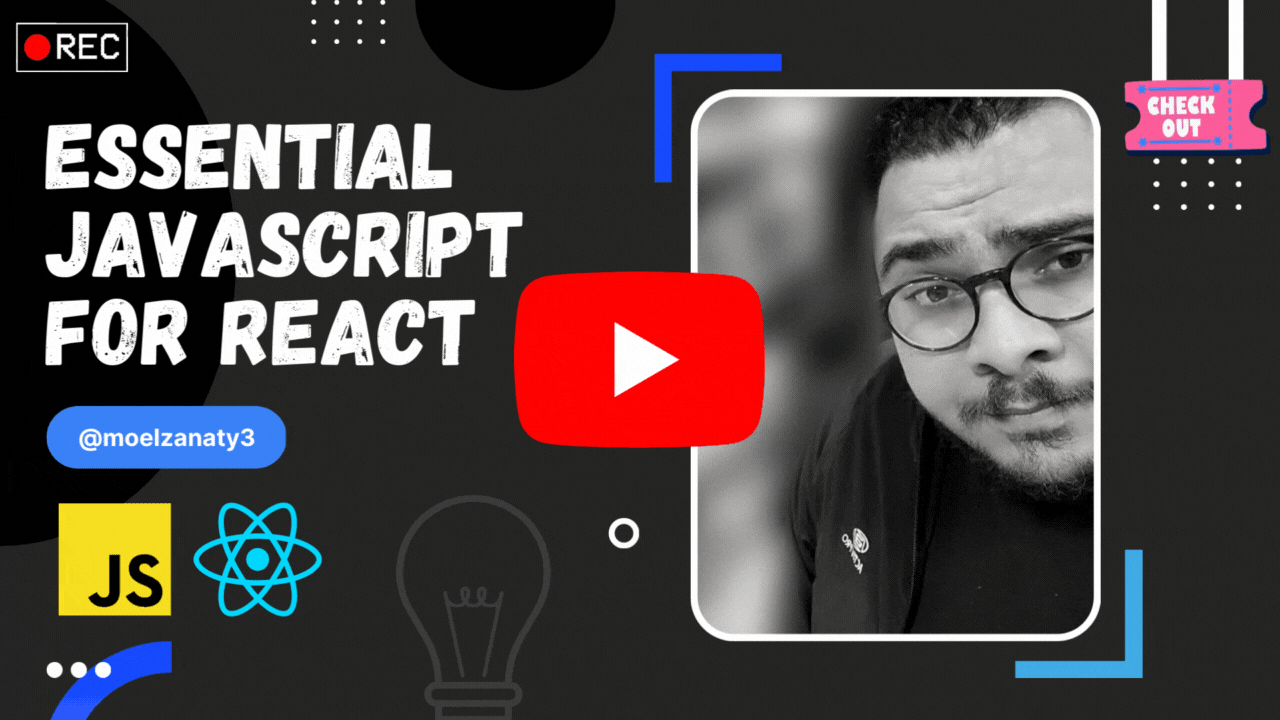 REC
ESSENTIAL
JAVASCRIPT
FOR REACT
@moelzanaty3
JS
CHECK
OUT